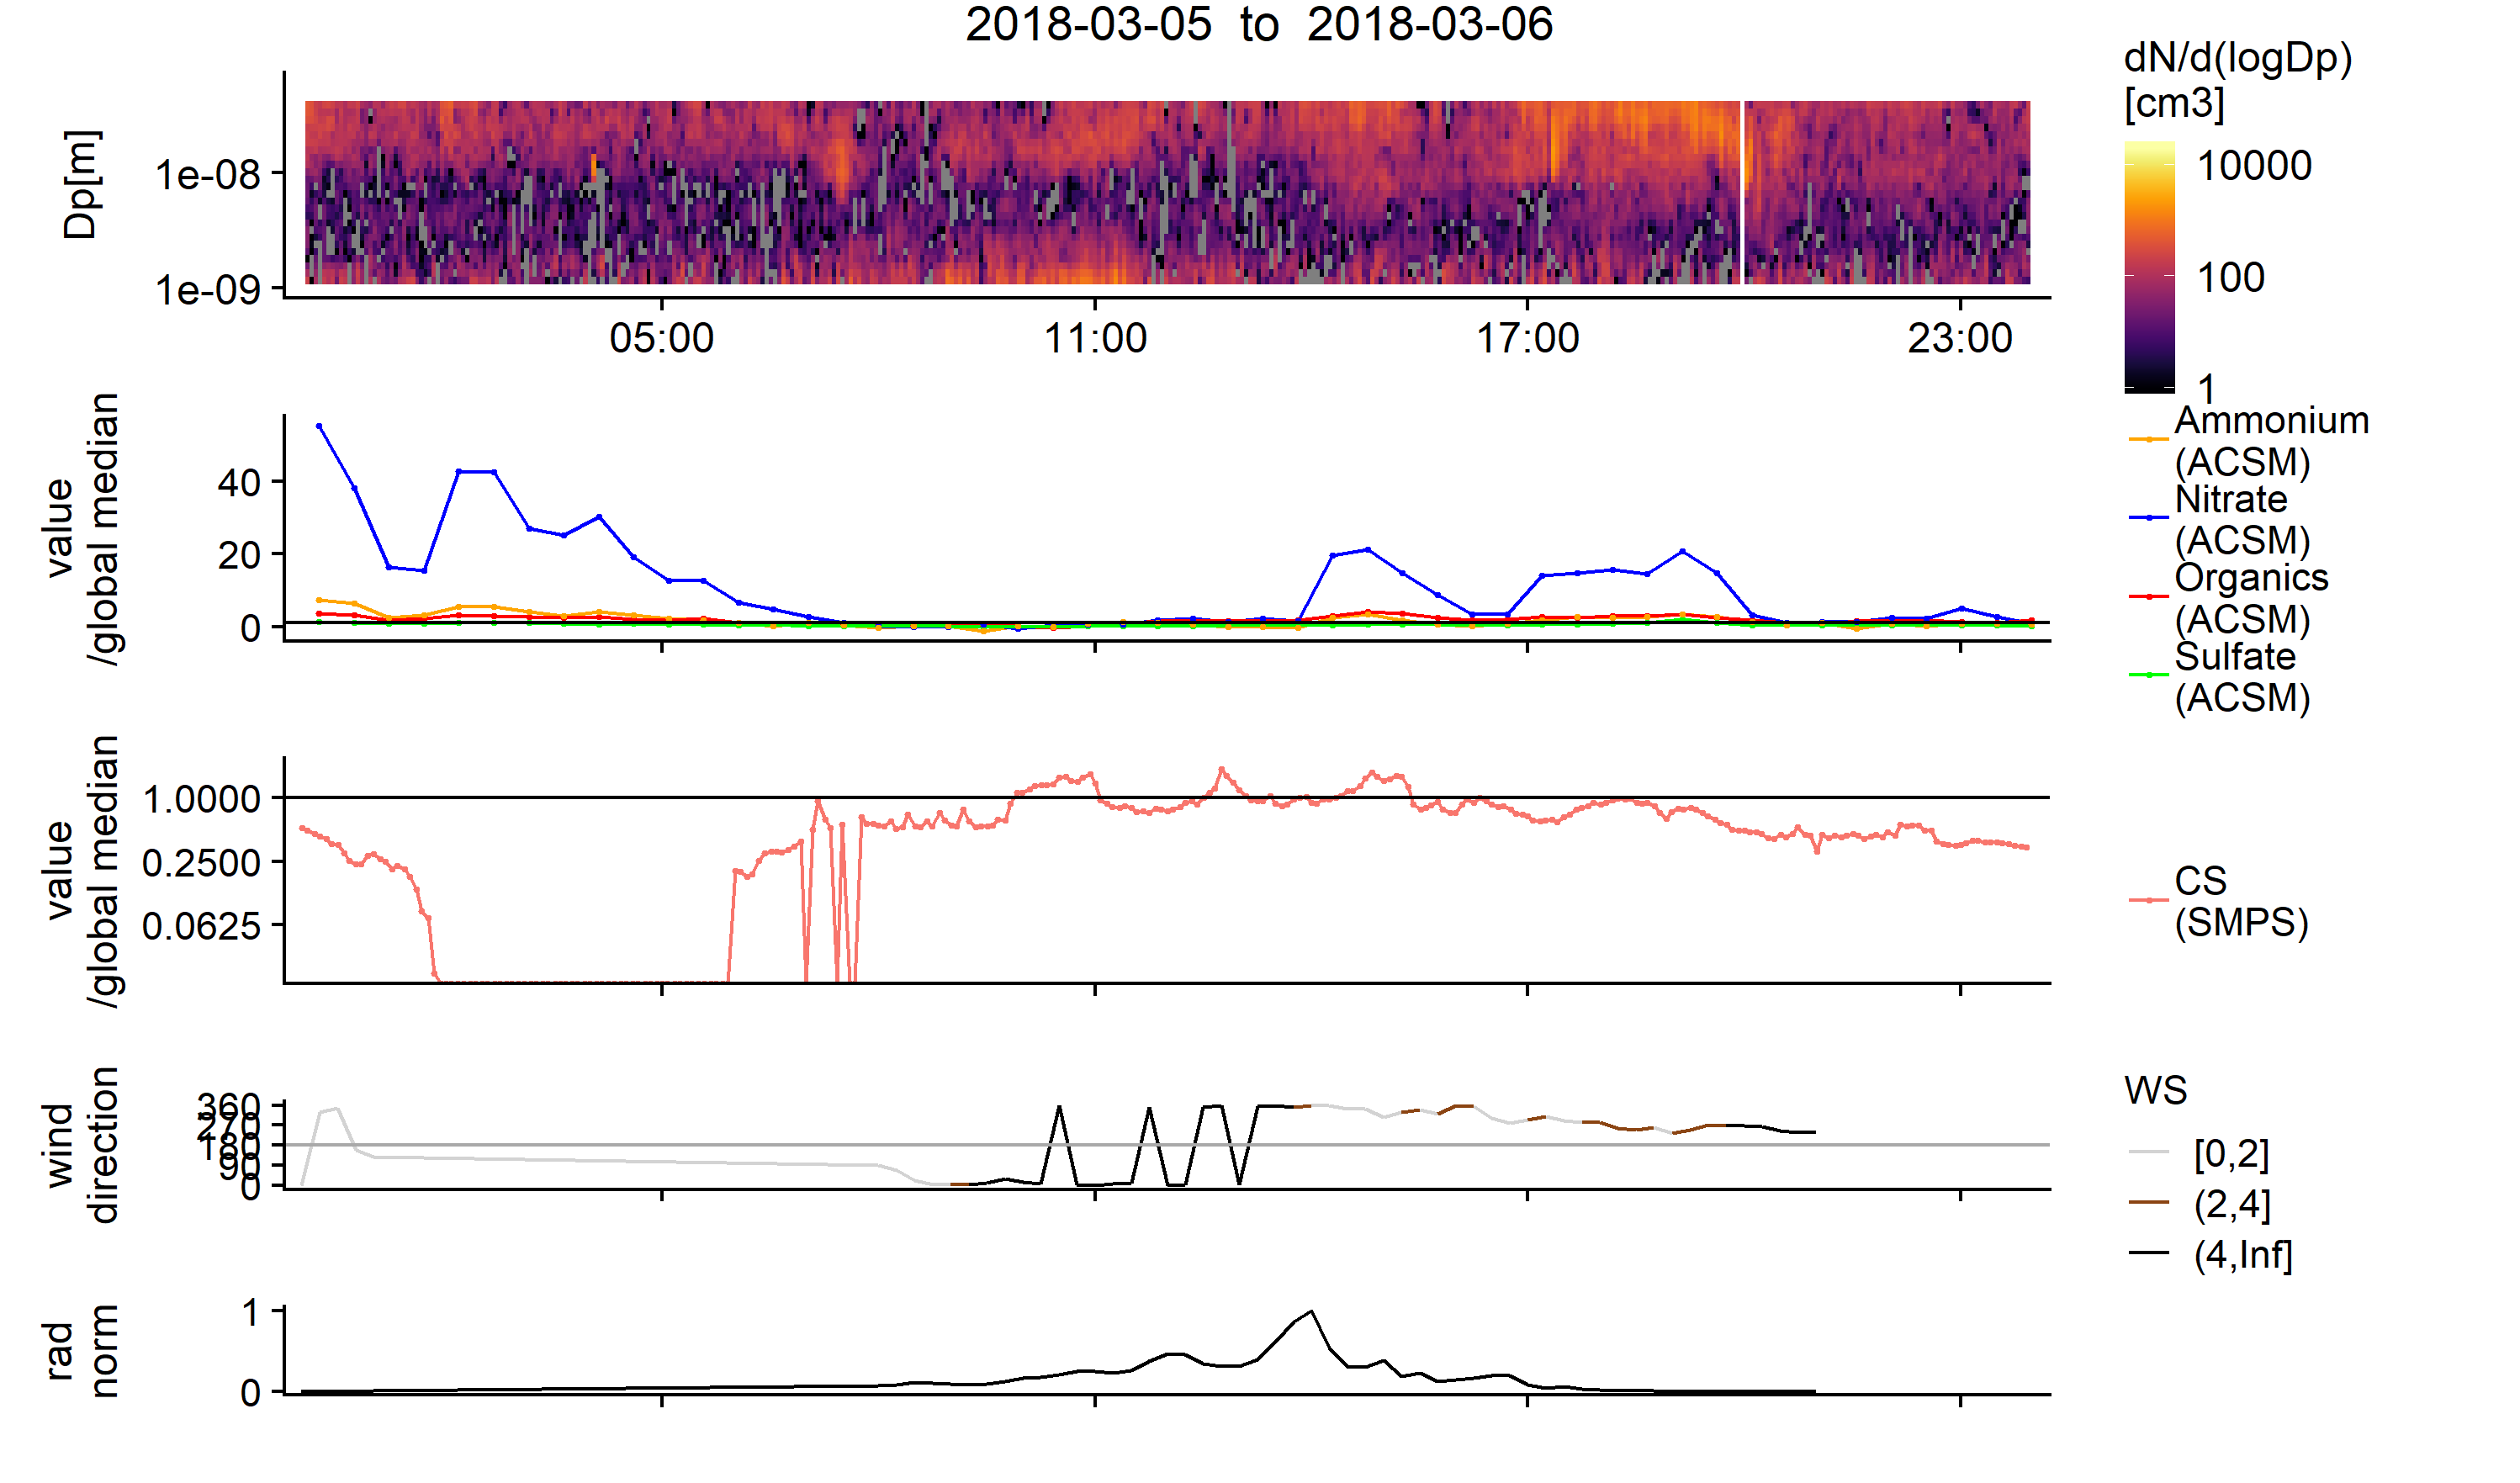 2018-03-05 to 2018-03-06
Dp[m]
1e-08
1e-09
05:00
11:00
17:00
23:00
dN/d(logDp)
[cm3]
10000
100
1
value
/global median
40
20
0
Ammonium
(ACSM)
Nitrate
(ACSM)
Organics
(ACSM)
Sulfate
(ACSM)
value
/global median
1.0000
0.2500
0.0625
CS
(SMPS)
wind
direction
360
270
180
90
0
WS
[0,2]
(2,4]
(4,Inf]
rad
norm
1
0